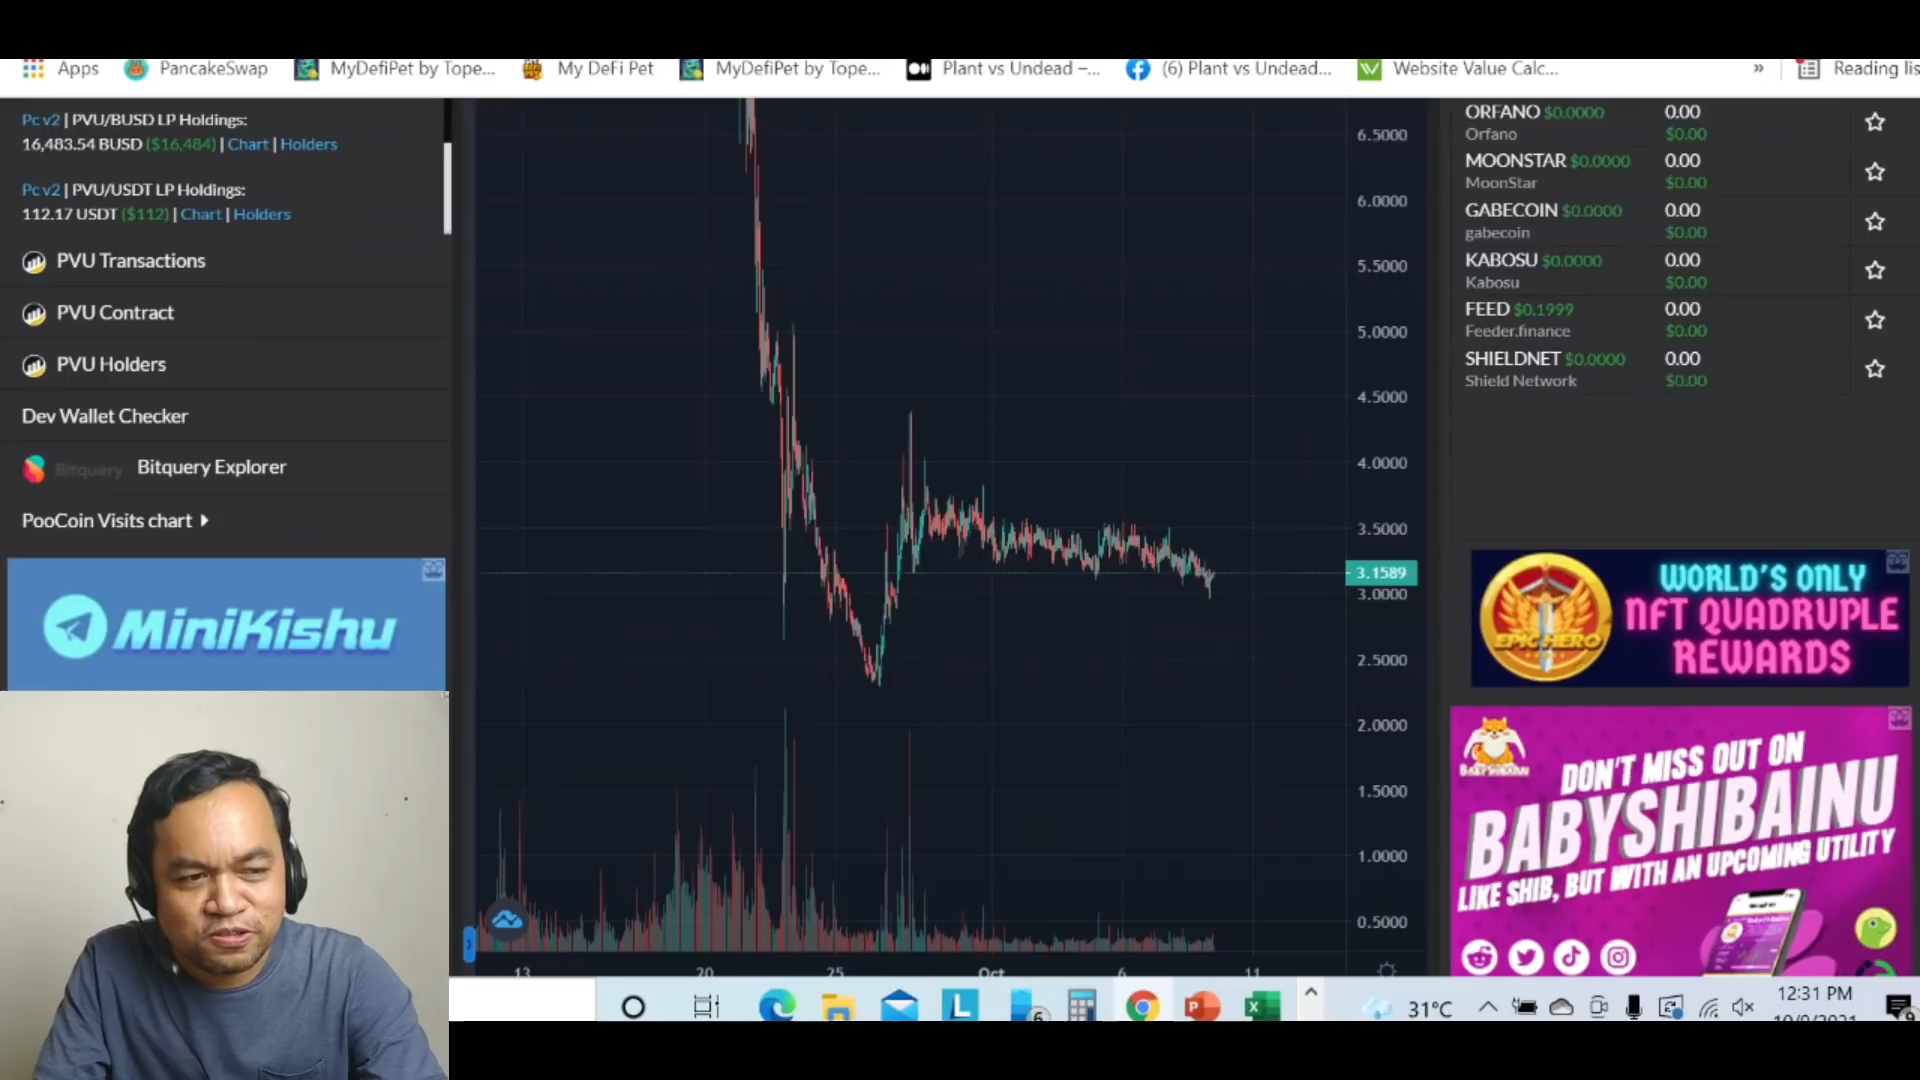 Apps
PancakeSwap
MyDefiPet by Tope...
My DeFi Pet
MyDefiPet by Tope...
Plant vs Undead –...
(6) Plant vs Undead...
Website Value Calc...
»
Reading lis
Pc v2 | PVU/BUSD LP Holdings:
16,483.54 BUSD ($16,484) | Chart | Holders
Pc v2 | PVU/USDT LP Holdings:
112.17 USDT ($112) | Chart | Holders
PVU Transactions
PVU Contract
PVU Holders
Dev Wallet Checker
Bitquery Bitquery Explorer
PooCoin Visits chart
MiniKishu
6.5000
6.0000
5.5000
5.0000
4.5000
4.0000
3.5000
3.1589
3.0000
2.5000
2.0000
1.5000
1.0000
0.5000
13 20 25 Oct 6 11
ORFANO $0.0000 0.00
Orfano $0.00
MOONSTAR $0.0000 0.00
MoonStar $0.00
GABECOIN $0.0000 0.00
gabecoin $0.00
KABOSU $0.0000 0.00
Kabosu $0.00
FEED $0.1999 0.00
Feeder.finance $0.00
SHIELDNET $0.0000 0.00
Shield Network $0.00
EPIC HERO
WORLD'S ONLY
NFT QUADRUPLE
REWARDS
BABYSHIBAINU
DON'T MISS OUT ON
BABYSHIBAINU
LIKE SHIB, BUT WITH AN UPCOMING UTILITY
L
6
P
X
31°C
12:31 PM